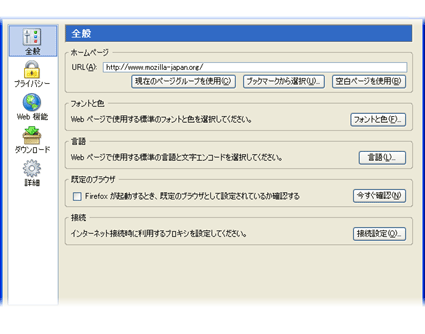 全般
プライバシー
Web 機能
ダウンロード
詳細
全般
ホームページ
URL(A): http://www.mozilla-japan.org/
現在のページグループを使用(C) ブックマークから選択(U)... 空白ページを使用(B)
フォントと色
Web ページで使用する標準のフォントと色を選択してください。 フォントと色(F)...
言語
Web ページで使用する標準の言語と文字エンコードを選択してください。 言語(L)...
既定のブラウザ
Firefox が起動するとき、既定のブラウザとして設定されているか確認する 今すぐ確認(N)
接続
インターネット接続時に利用するプロキシを設定してください。 接続設定(O)...